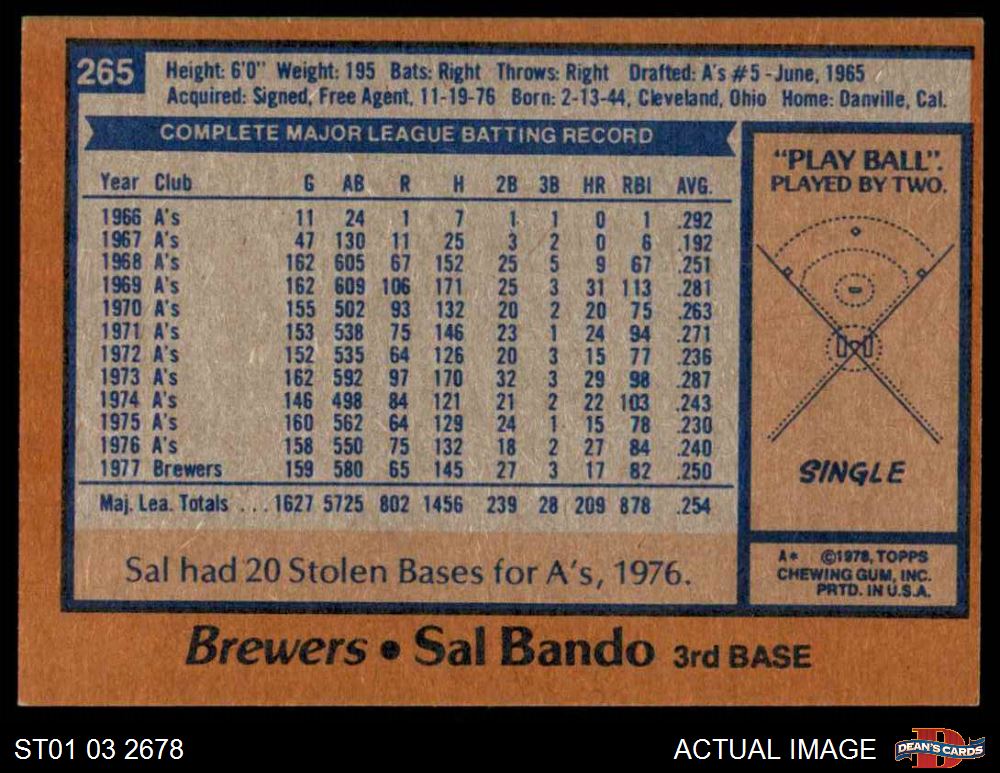 265
Height: 6'0" Weight: 195 Bats: Right Throws: Right Drafted: A's #5 - June, 1965
Acquired: Signed, Free Agent, 11-19-76 Born: 2-13-44, Cleveland, Ohio Home: Danville, Cal.
COMPLETE MAJOR LEAGUE BATTING RECORD
Year Club G AB R H 2B 3B HR RBI AVG.
1966 A's 11 24 1 7 1 1 0 1 .292
1967 A's 47 130 11 25 3 2 0 6 .192
1968 A's 162 605 67 152 25 5 9 67 .251
1969 A's 162 609 106 171 25 3 31 113 .281
1970 A's 155 502 93 132 20 2 20 75 .263
1971 A's 153 538 75 146 23 1 24 94 .271
1972 A's 152 535 64 126 20 3 15 77 .236
1973 A's 162 592 97 170 32 3 29 98 .287
1974 A's 146 498 84 121 21 2 22 103 .243
1975 A's 160 562 64 129 24 1 15 78 .230
1976 A's 158 550 75 132 18 2 27 84 .240
1977 Brewers 159 580 65 145 27 3 17 82 .250
Maj. Lea. Totals ... 1627 5725 802 1456 239 28 209 878 .254
Sal had 20 Stolen Bases for A's, 1976.
"PLAY BALL".
PLAYED BY TWO.
SINGLE
A* ©1978, TOPPS
CHEWING GUM, INC.
PRTD. IN U.S.A.
Brewers • Sal Bando 3rd BASE
ST01 03 2678
ACTUAL IMAGE
D
DEAN'S CARDS